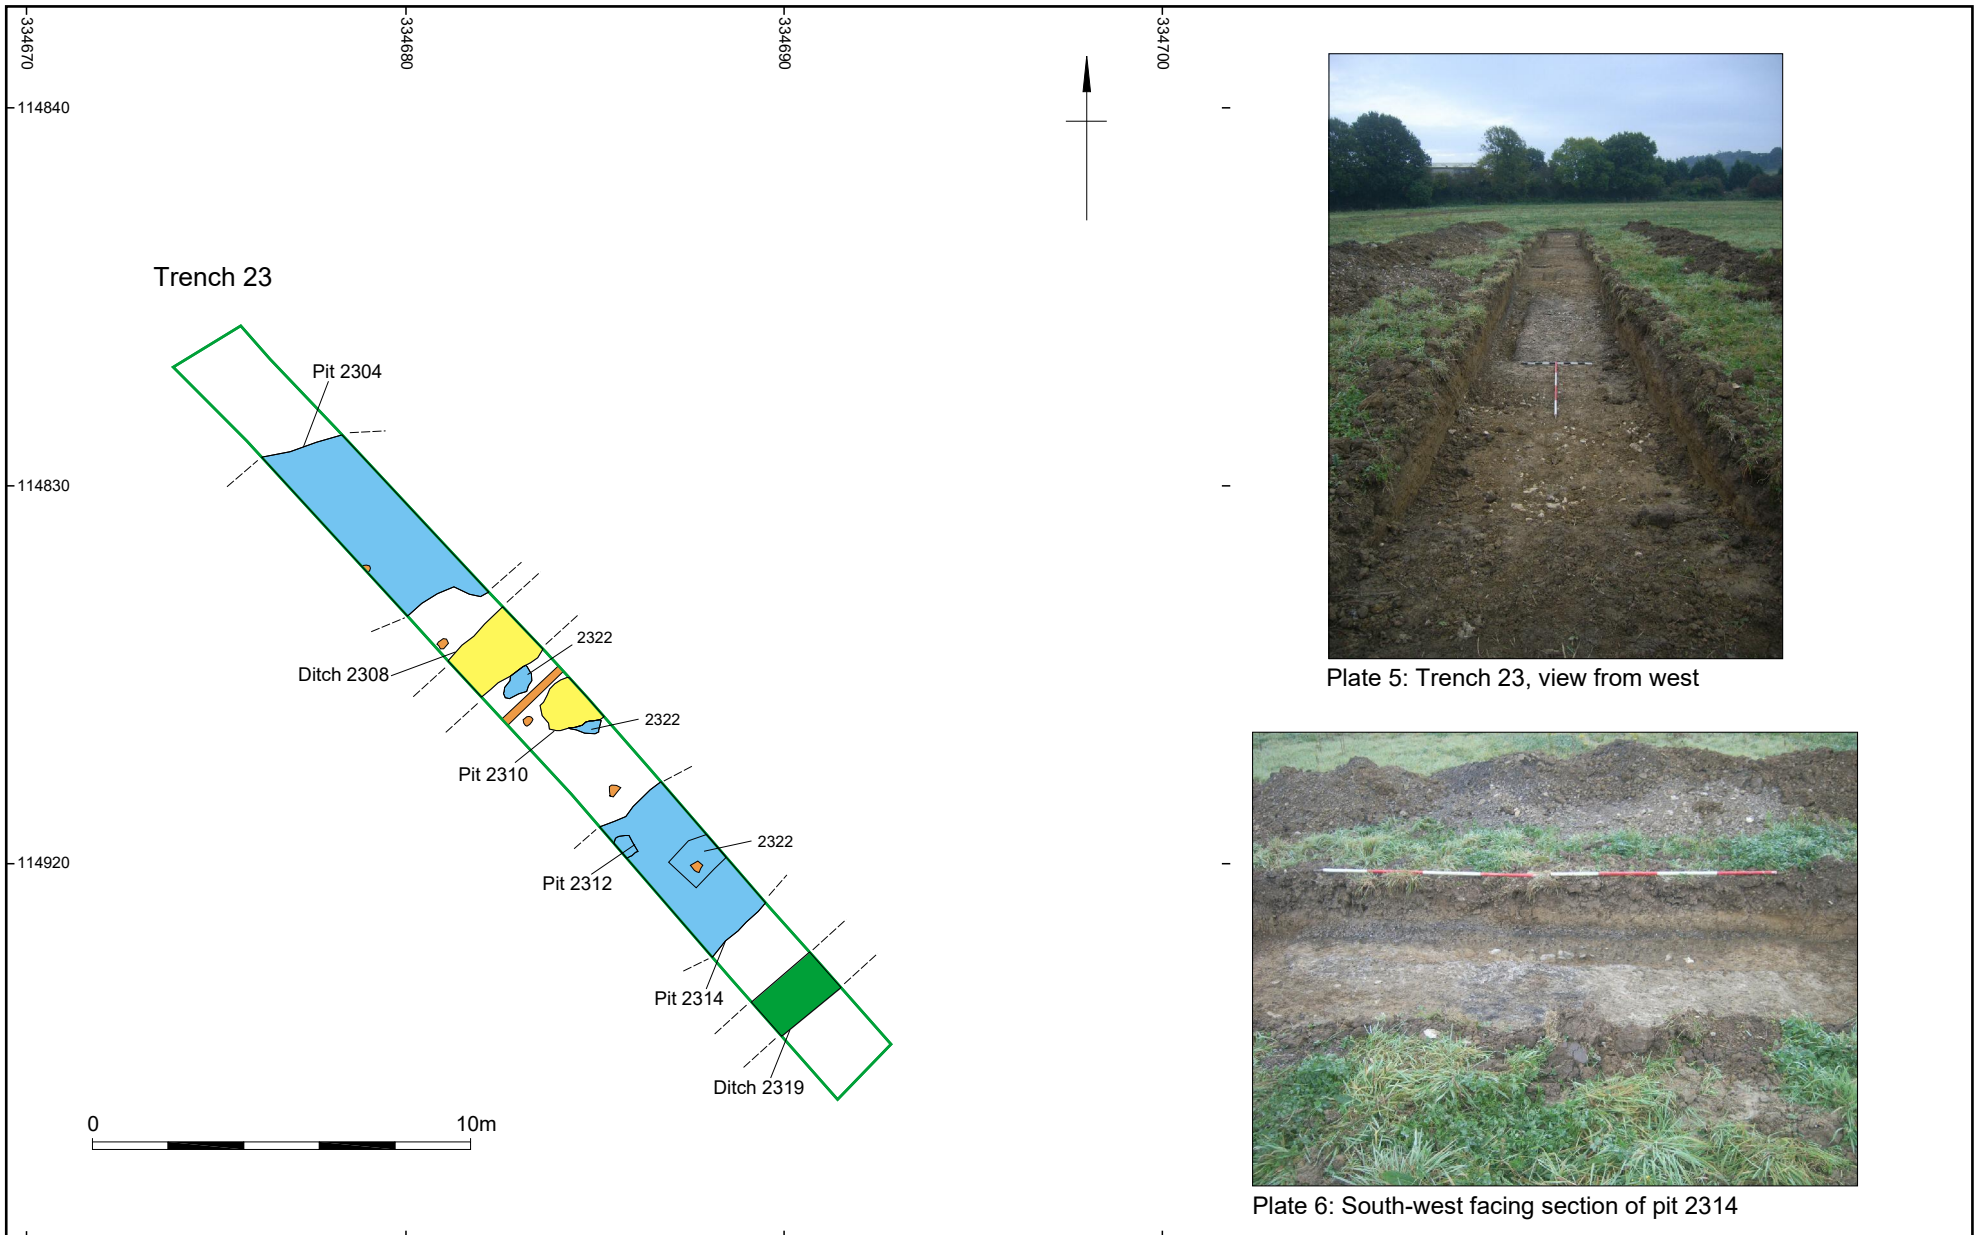 334670
334680
334690
334700
114840
Trench 23
Pit 2304
114830
2322
Ditch 2308
2322
Pit 2310
2322
114920
Pit 2312
Pit 2314
Ditch 2319
0
10m
Plate 5: Trench 23, view from west
Plate 6: South-west facing section of pit 2314